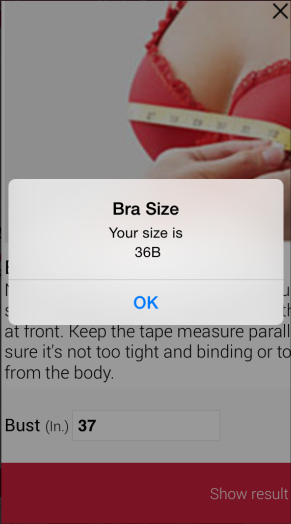 Bra Size
Your size is
36B
OK
at front. Keep the tape measure parall
sure it's not too tight and binding or to
from the body.
Bust (In.) 37
Show result